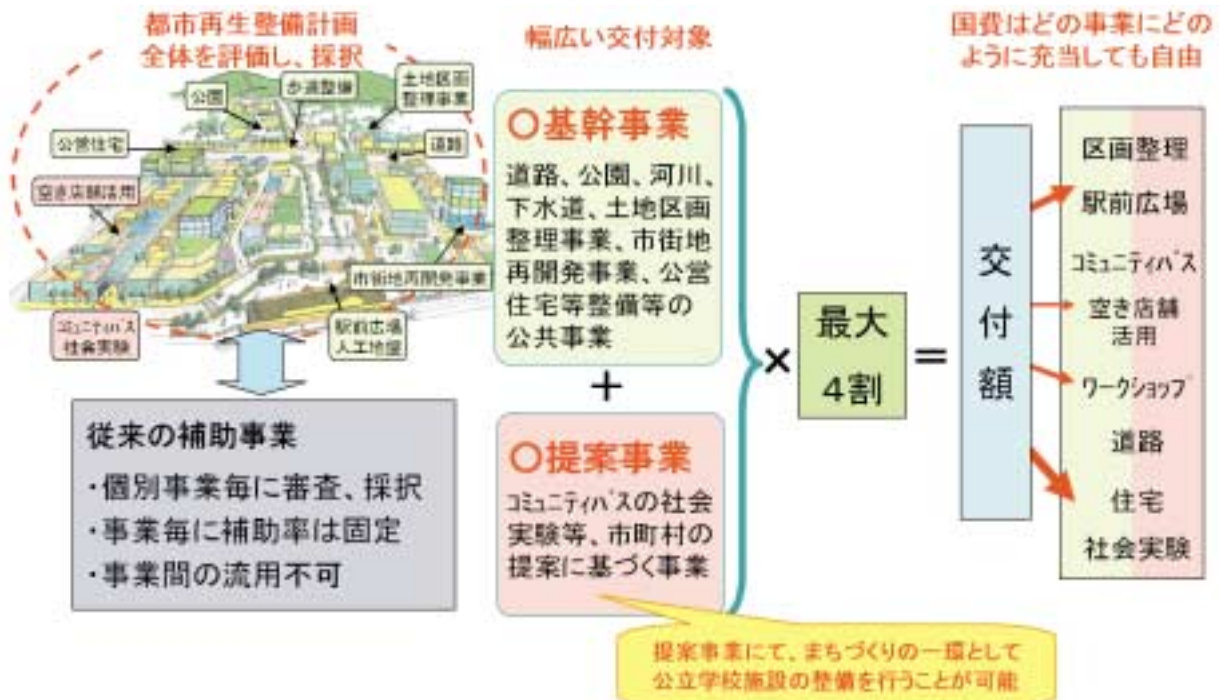 都市再生整備計画
全体を評価し、採択
公園
歩道整備
土地区画
整理事業
公営住宅
道路
空き店舗活用
市街地再開発事業
コミュニティバス
社会実験
駅前広場
人工地盤
従来の補助事業
・個別事業毎に審査、採択
・事業毎に補助率は固定
・事業間の流用不可
幅広い交付対象
〇基幹事業
道路、公園、河川、
下水道、土地区画
整理事業、市街地
再開発事業、公営
住宅等整備等の
公共事業
+
〇提案事業
コミュニティバスの社会
実験等、市町村の
提案に基づく事業
提案事業にて、まちづくりの一環として
公立学校施設の整備を行うことが可能
×
最大
4割
=
交付額
国費はどの事業にどの
ように充当しても自由
区画整理
駅前広場
コミュニティバス
空き店舗
活用
ワークショップ
道路
住宅
社会実験